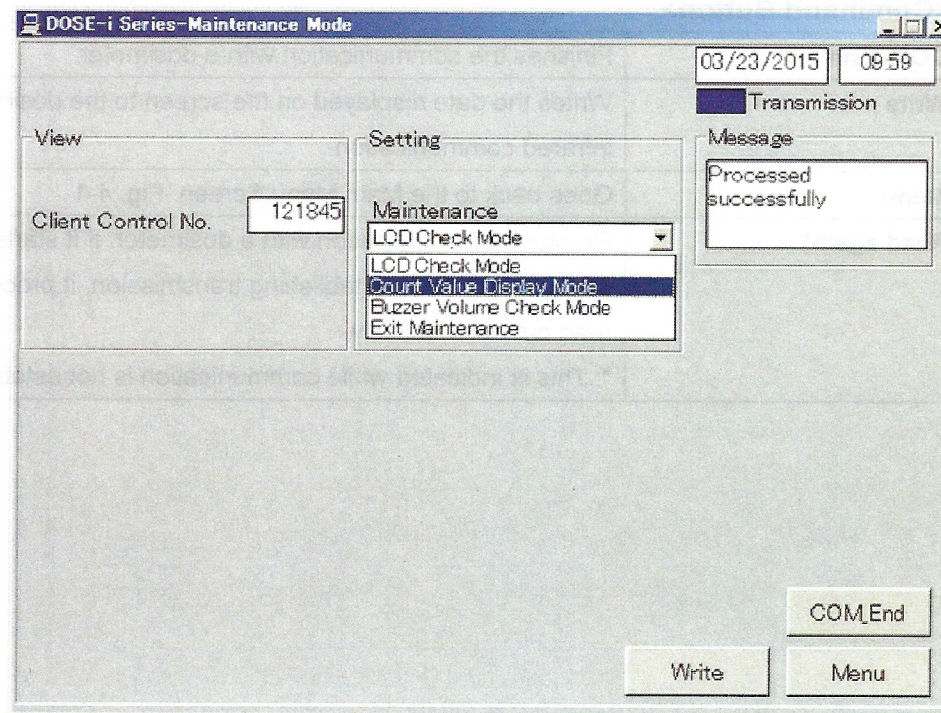 DOSE-i Series-Maintenance Mode
03/23/2015 09:59
Transmission
View
Setting
Message
Processed
successfully
Client Control No. 121845
Maintenance
LCD Check Mode
LCD Check Mode
Count Value Display Mode
Buzzer Volume Check Mode
Exit Maintenance
COM_End
Write
Menu